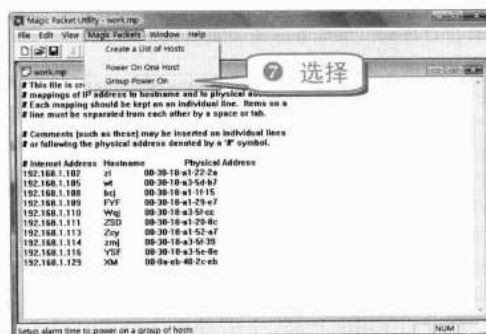 Magic Packet Utility - work.mp
File Edit View Magic Packets Window Help
Create a List of Hosts
Power On One Host
Group Power On
❼ 选择
work.mp
# This file is
# mappings of IP address to hostname and to physical
# Each mapping should be kept on an individual line. Items on a
# line must be separated from each other by a space or tab.
# Comments (such as these) may be inserted on individual lines
# or following the physical address denoted by a '#' symbol.
# Internet Address Hostname Physical Address
192.168.1.102 zl 00-30-18-a1-22-2a
192.168.1.105 wl 00-30-18-a3-5d-b7
192.168.1.108 bcj 00-30-18-a1-1f-15
192.168.1.109 FYF 00-30-18-a1-29-e7
192.168.1.110 Wqj 00-30-18-a3-5f-cc
192.168.1.111 ZSD 00-30-18-a1-20-8c
192.168.1.113 Zcy 00-30-18-a1-52-a7
192.168.1.114 zmj 00-30-18-a3-5f-39
192.168.1.116 YSF 00-30-18-a3-5e-8e
192.168.1.129 XM 00-0a-eb-40-2c-eb
Setup alarm time to power on a group of hosts
NUM